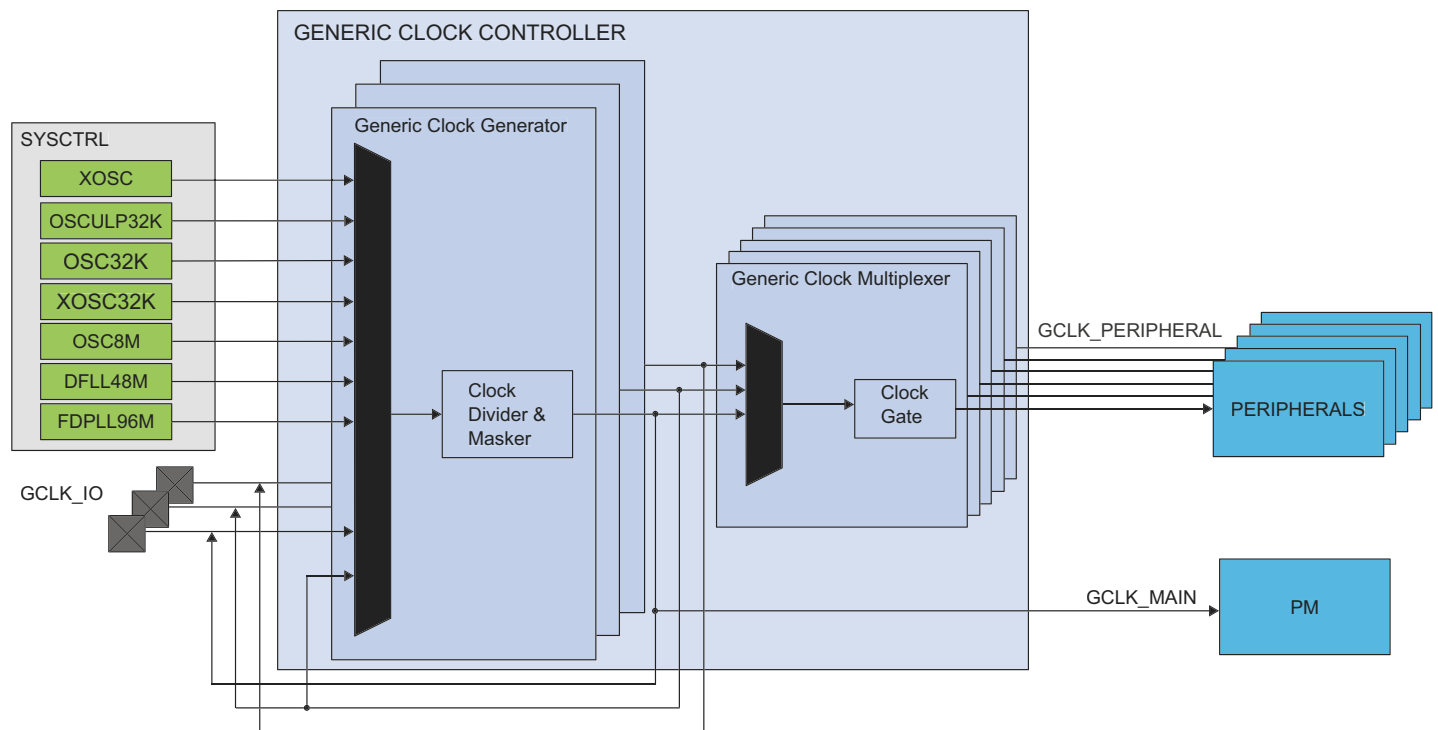 GENERIC CLOCK CONTROLLER
Generic Clock Generator
SYSCTRL
XOSC
OSCULP32K
OSC32K
XOSC32K
OSC8M
DFLL48M
FDPLL96M
GCLK_IO
Clock
Divider &
Masker
Generic Clock Multiplexer
Clock
Gate
GCLK_PERIPHERAL
PERIPHERALS
GCLK_MAIN
PM